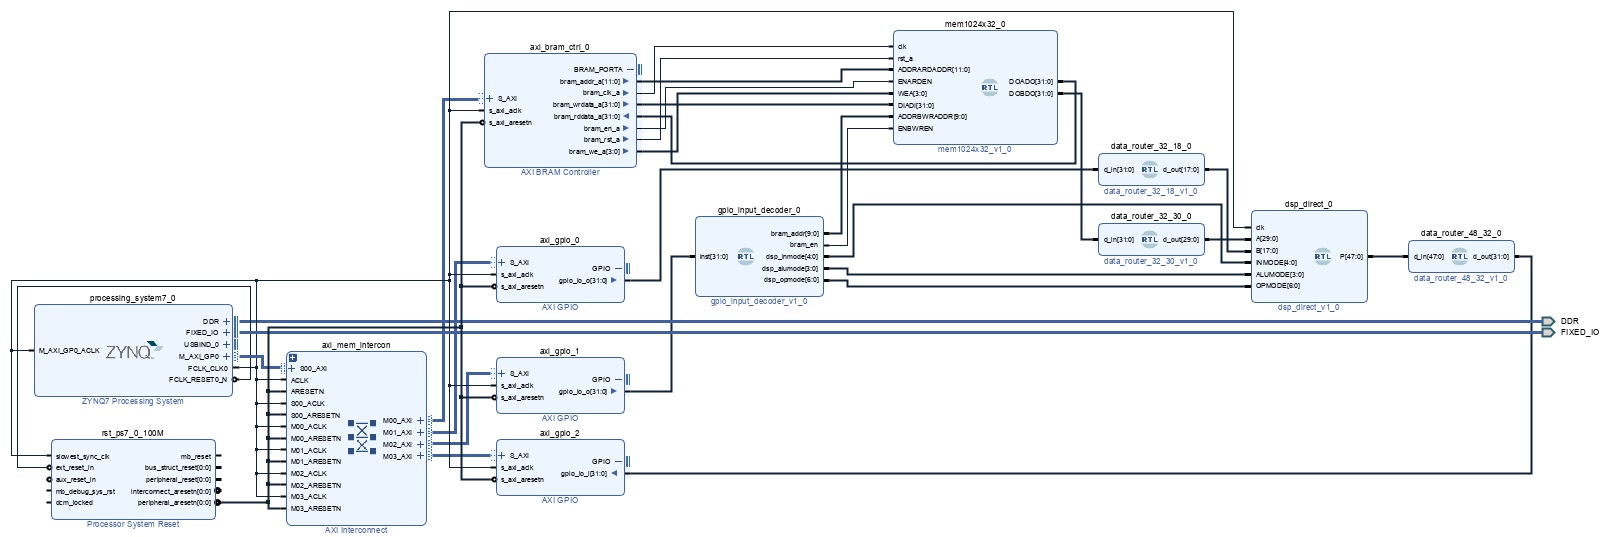 mem1024x32_0
clk
rst_a
ADDRARDADDR[11:0]
ENARDEN
WEA[3:0]
DIADI[31:0]
ADDRBWRADDR[9:0]
ENBWREN
RTL
DOADO[31:0]
DOBDO[31:0]
mem1024x32_v1_0
axi_bram_ctrl_0
S_AXI
s_axi_aclk
s_axi_aresetn
BRAM_PORTA
bram_addr_a[11:0]
bram_clk_a
bram_wrdata_a[31:0]
bram_rddata_a[31:0]
bram_en_a
bram_rst_a
bram_we_a[3:0]
AXI BRAM Controller
data_router_32_18_0
d_in[31:0]
RTL
d_out[17:0]
data_router_32_18_v1_0
data_router_32_30_0
d_in[31:0]
RTL
d_out[29:0]
data_router_32_30_v1_0
gpio_input_decoder_0
inst[31:0]
RTL
bram_addr[9:0]
bram_en
dsp_inmode[4:0]
dsp_alumode[3:0]
dsp_opmode[6:0]
gpio_input_decoder_v1_0
dsp_direct_0
clk
A[29:0]
B[17:0]
INMODE[4:0]
ALUMODE[3:0]
OPMODE[6:0]
RTL
P[47:0]
dsp_direct_v1_0
data_router_48_32_0
d_in[47:0]
RTL
d_out[31:0]
data_router_48_32_v1_0
axi_gpio_0
S_AXI
s_axi_aclk
s_axi_aresetn
GPIO
gpio_io_o[31:0]
AXI GPIO
processing_system7_0
M_AXI_GP0_ACLK
ZYNQ
DDR
FIXED_IO
USBIND_0
M_AXI_GP0
FCLK_CLK0
FCLK_RESET0_N
ZYNQ7 Processing System
DDR
FIXED_IO
axi_mem_intercon
S00_AXI
ACLK
ARESETN
S00_ACLK
S00_ARESETN
M00_ACLK
M00_ARESETN
M01_ACLK
M01_ARESETN
M02_ACLK
M02_ARESETN
M03_ACLK
M03_ARESETN
M00_AXI
M01_AXI
M02_AXI
M03_AXI
AXI Interconnect
axi_gpio_1
S_AXI
s_axi_aclk
s_axi_aresetn
GPIO
gpio_io_o[31:0]
AXI GPIO
rst_ps7_0_100M
slowest_sync_clk
ext_reset_in
aux_reset_in
mb_debug_sys_rst
dcm_locked
mb_reset
bus_struct_reset[0:0]
peripheral_reset[0:0]
interconnect_aresetn[0:0]
peripheral_aresetn[0:0]
Processor System Reset
axi_gpio_2
S_AXI
s_axi_aclk
s_axi_aresetn
GPIO
gpio_io_i[31:0]
AXI GPIO